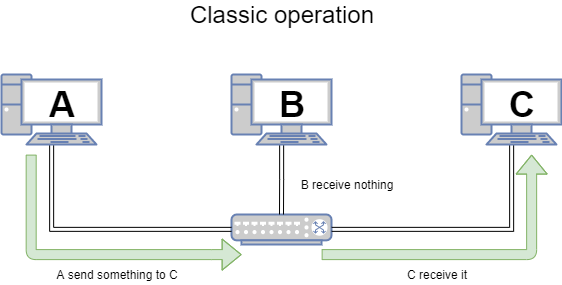 Classic operation
A
B
C
B receive nothing
A send something to C
C receive it